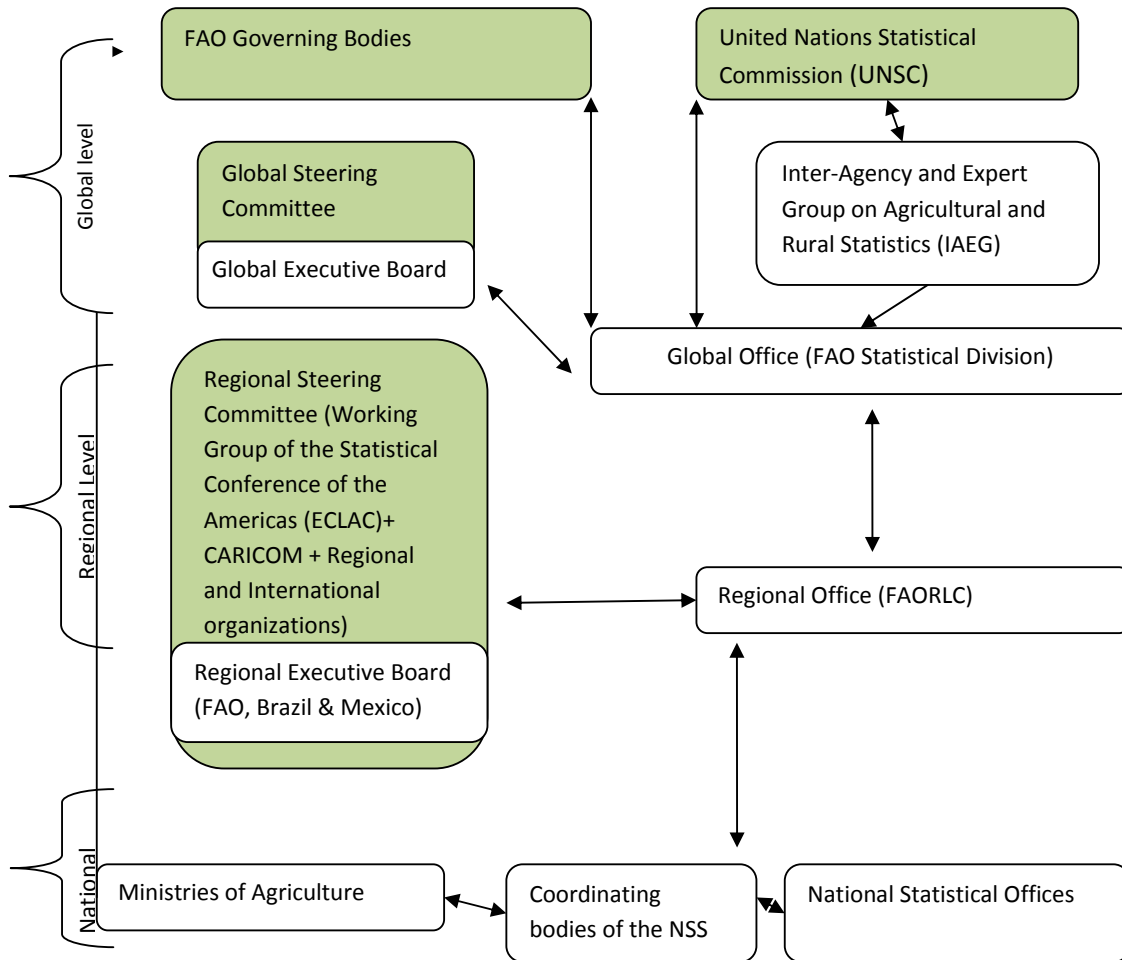 FAO Governing Bodies
United Nations Statistical
Commission (UNSC)
Global level
Global Steering
Committee
Global Executive Board
Inter-Agency and Expert
Group on Agricultural and
Rural Statistics (IAEG)
Global Office (FAO Statistical Division)
Regional Level
Regional Steering
Committee (Working
Group of the Statistical
Conference of the
Americas (ECLAC)+
CARICOM + Regional
and International
organizations)
Regional Executive Board
(FAO, Brazil & Mexico)
Regional Office (FAORLC)
National
Ministries of Agriculture
Coordinating
bodies of the NSS
National Statistical Offices